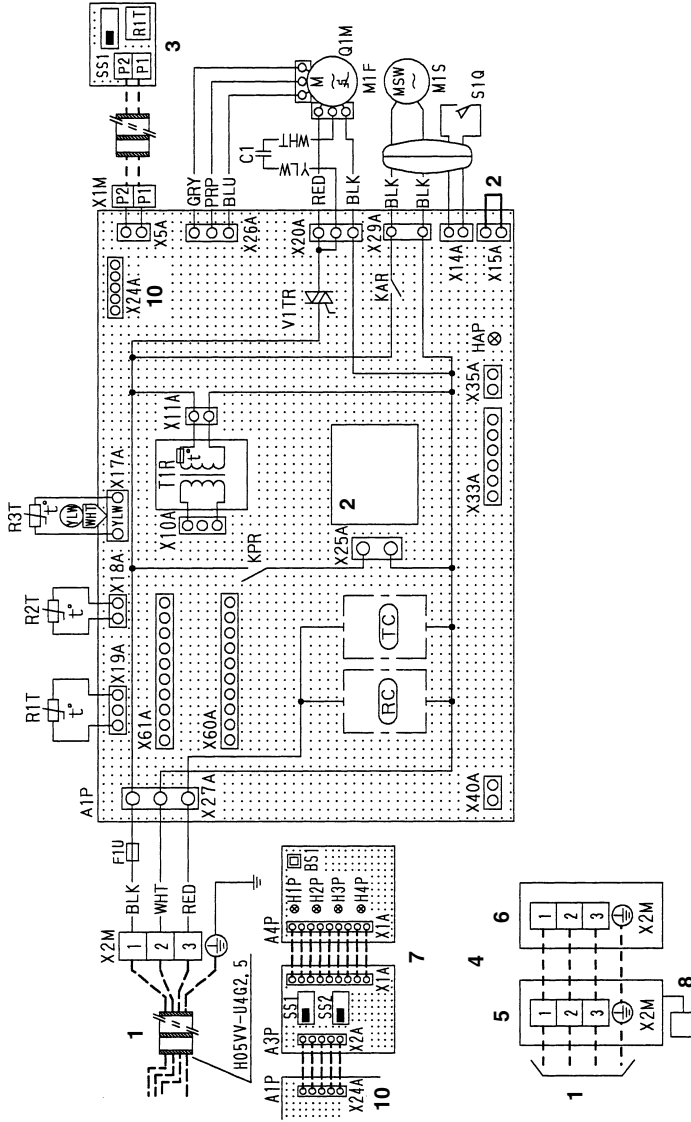 SS1
P2
P1
R1T
3
X1M
P2
P1
X5A
X24A
10
GRY
PRP
BLU
X26A
M
Q1M
M1F
C1
YLW
WHT
RED
BLK
X20A
V1TR
BLK
BLK
X29A
KAR
MSW
M1S
S1Q
X14A
2
X15A
HAP
X35A
X33A
R3T
t°
YLW
WHT
YLW
X17A
R2T
t°
X18A
R1T
t°
X19A
X11A
T1R
t°
X10A
KPR
X25A
2
X61A
X60A
TC
RC
A1P
X27A
X40A
F1U
BLK
WHT
RED
X2M
1
2
3
1
H05VV-U4G2,5
A4P
H1P
H2P
H3P
H4P
BS1
X1A
7
X1A
SS1
SS2
A3P
X2A
A1P
X24A
10
4
6
1
2
3
X2M
5
1
2
3
X2M
1
8